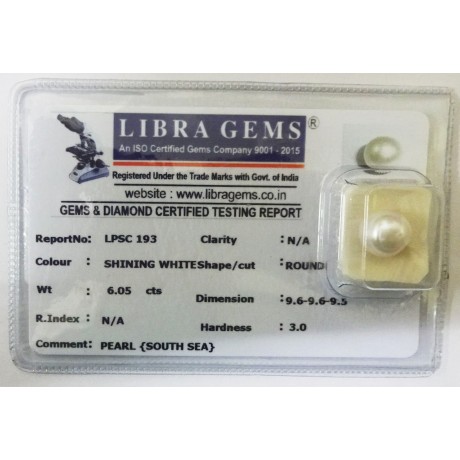 LIBRA GEMS ®
An ISO Certified Gems Company 9001 - 2015
Registered Under the Trade Marks with Govt. of India
website : www.libragems.co.in
GEMS & DIAMOND CERTIFIED TESTING REPORT
ReportNo: LPSC 193 Clarity : N/A
Colour : SHINING WHITE Shape/cut : ROUND
Wt : 6.05 cts
Dimension : 9.6-9.6-9.5
R.Index : N/A
Hardness : 3.0
Comment: PEARL {SOUTH SEA}